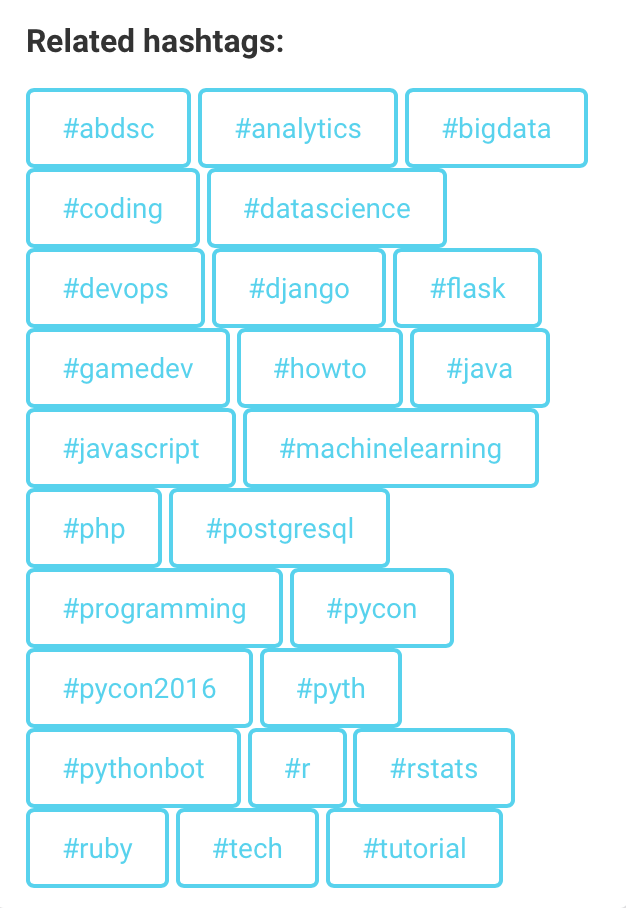 Related hashtags:
#abdsc #analytics #bigdata
#coding #datascience
#devops #django #flask
#gamedev #howto #java
#javascript #machinelearning
#php #postgresql
#programming #pycon
#pycon2016 #pyth
#pythonbot #r #rstats
#ruby #tech #tutorial